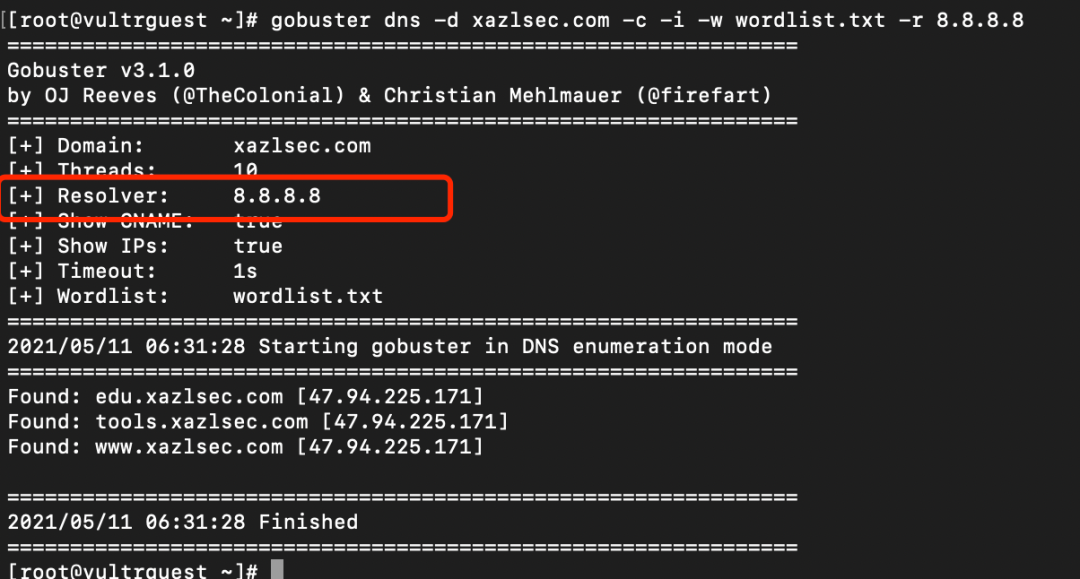 [[root@vultrguest ~]# gobuster dns -d xazlsec.com -c -i -w wordlist.txt -r 8.8.8.8
===============================================================
Gobuster v3.1.0
by OJ Reeves (@TheColonial) & Christian Mehlmauer (@firefart)
===============================================================
[+] Domain:       xazlsec.com
[+] Threads:      10
[+] Resolver:     8.8.8.8
[+] Show CNAME:   true
[+] Show IPs:     true
[+] Timeout:      1s
[+] Wordlist:     wordlist.txt
===============================================================
2021/05/11 06:31:28 Starting gobuster in DNS enumeration mode
===============================================================
Found: edu.xazlsec.com [47.94.225.171]
Found: tools.xazlsec.com [47.94.225.171]
Found: www.xazlsec.com [47.94.225.171]
===============================================================
2021/05/11 06:31:28 Finished
===============================================================
[root@vultrguest ~]#